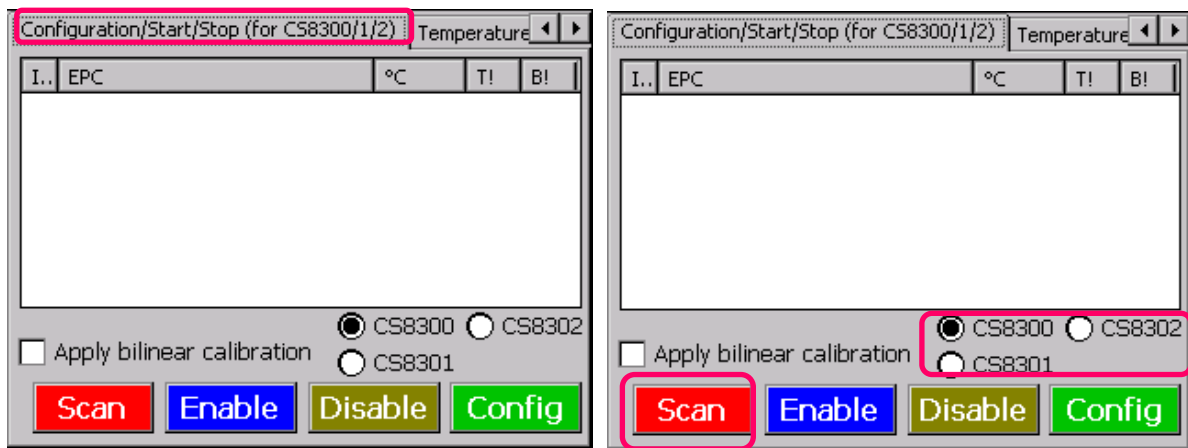 Configuration/Start/Stop (for CS8300/1/2) Temperature
I.. EPC °C T! B!
CS8300 CS8302
Apply bilinear calibration
CS8301
Scan Enable Disable Config
Configuration/Start/Stop (for CS8300/1/2) Temperature
I.. EPC °C T! B!
CS8300 CS8302
Apply bilinear calibration
CS8301
Scan Enable Disable Config